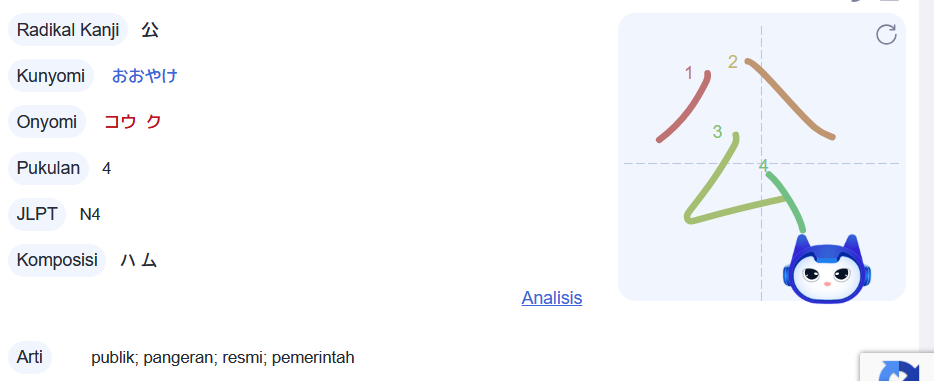 Radikal Kanji 公
Kunyomi おおやけ
Onyomi コウ ク
Pukulan 4
JLPT N4
Komposisi ハ ム
Analisis
Arti publik; pangeran; resmi; pemerintah
1
2
3
4